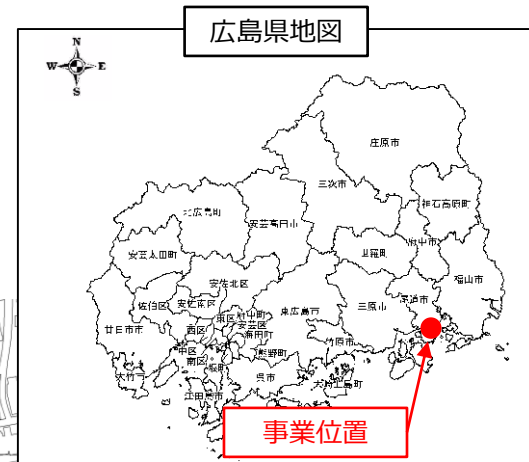 広島県地図
N
W E
S
庄原市
三次市
神石高原町
北広島町
安芸高田市
府中市
世羅町
安芸太田町
福山市
安佐北区
尾道市
佐伯区
安佐南区
東広島市
三原市
東区
府中町
安芸区
廿日市市
西区
海田町
中区
竹原市
南区
熊野町
坂町
大竹市
呉市
大崎上島町
江田島市
事業位置